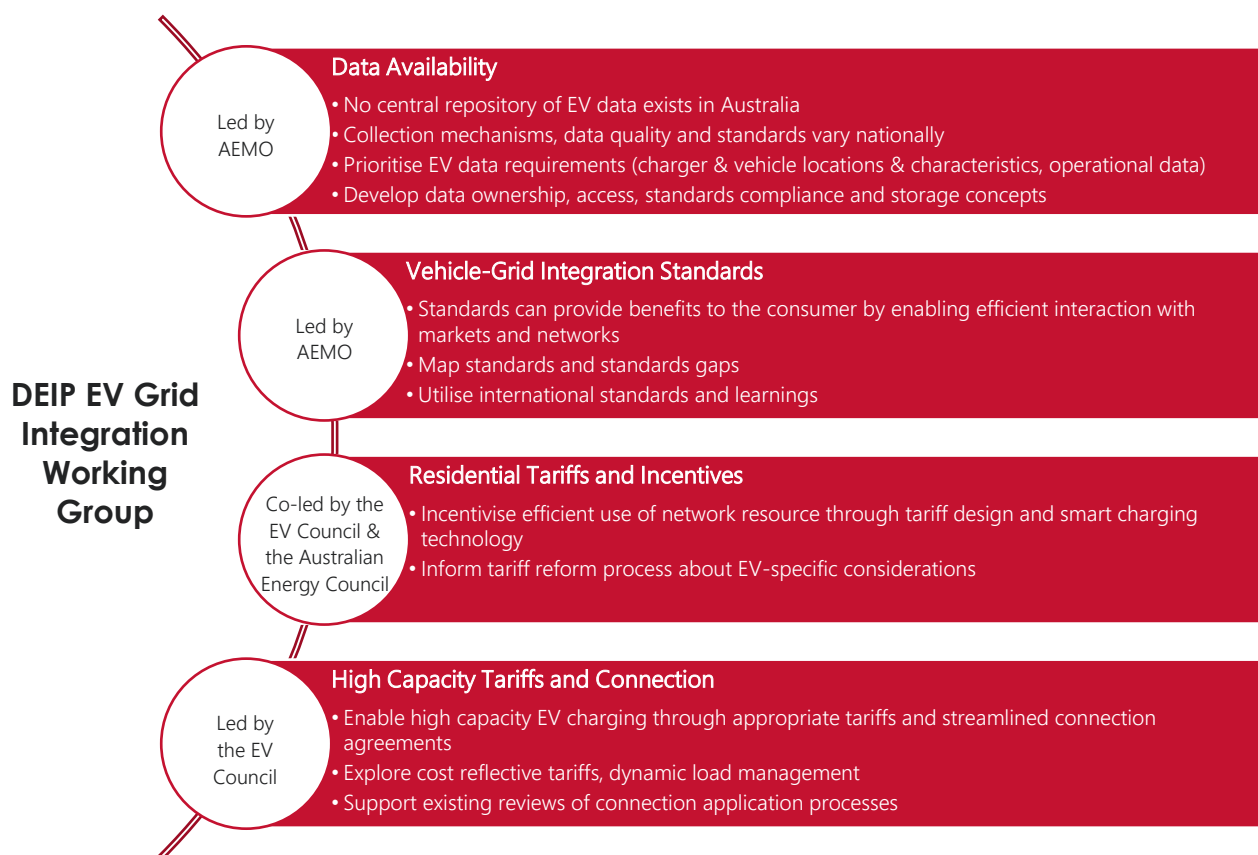 DEIP EV Grid
Integration
Working
Group
Led by
AEMO
Data Availability
• No central repository of EV data exists in Australia
• Collection mechanisms, data quality and standards vary nationally
• Prioritise EV data requirements (charger & vehicle locations & characteristics, operational data)
• Develop data ownership, access, standards compliance and storage concepts
Led by
AEMO
Vehicle-Grid Integration Standards
• Standards can provide benefits to the consumer by enabling efficient interaction with
markets and networks
• Map standards and standards gaps
• Utilise international standards and learnings
Co-led by the
EV Council &
the Australian
Energy Council
Residential Tariffs and Incentives
• Incentivise efficient use of network resource through tariff design and smart charging
technology
• Inform tariff reform process about EV-specific considerations
Led by
the EV
Council
High Capacity Tariffs and Connection
• Enable high capacity EV charging through appropriate tariffs and streamlined connection
agreements
• Explore cost reflective tariffs, dynamic load management
• Support existing reviews of connection application processes